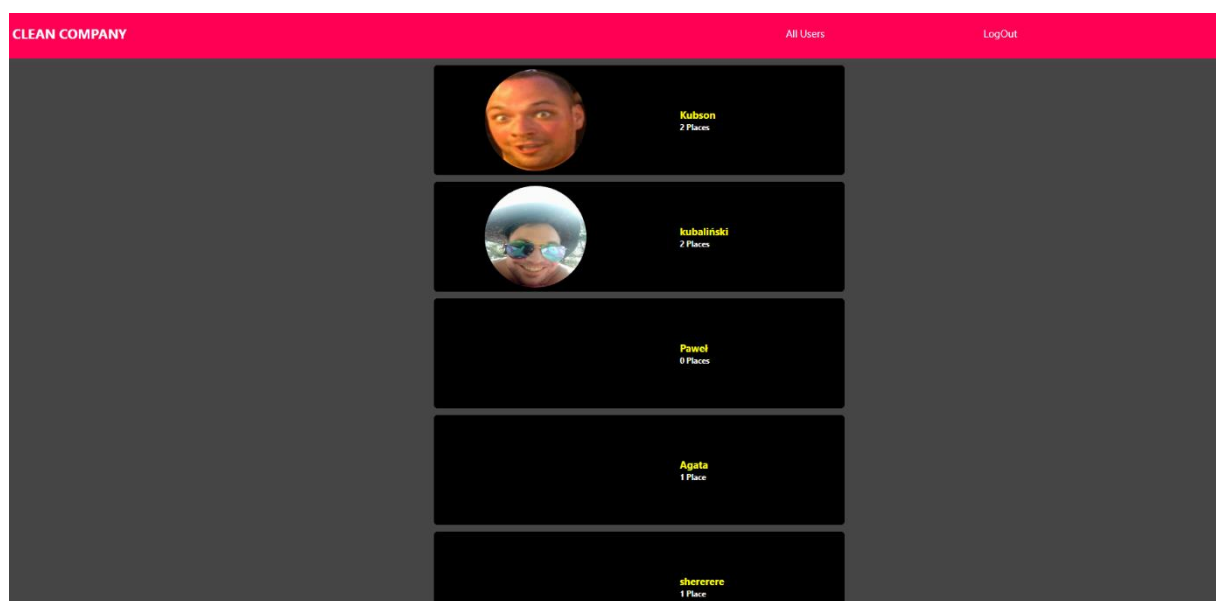 CLEAN COMPANY
All Users
LogOut
Kubson
2 Places
kubaliński
2 Places
Paweł
0 Places
Agata
1 Place
shererere
1 Place